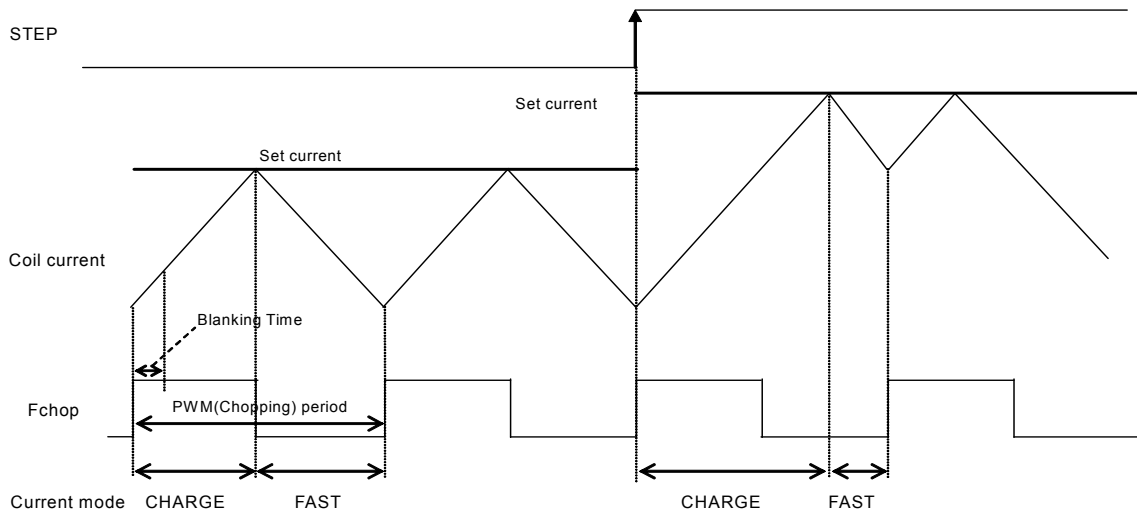 STEP
Set current
Set current
Coil current
Blanking Time
PWM(Chopping) period
Fchop
Current mode CHARGE FAST CHARGE FAST